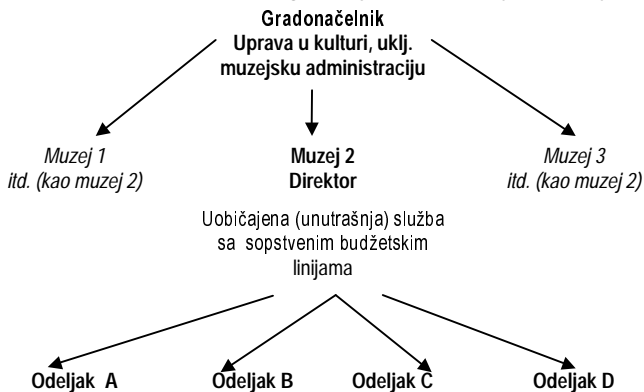 Gradonačelnik
Uprava u kulturi, uklj.
muzejsku administraciju
Muzej 1
itd. (kao muzej 2)
Muzej 2
Direktor
Muzej 3
itd. (kao muzej 2)
Uobičajena (unutrašnja) služba
sa sopstvenim budžetskim
linijama
Odeljak A
Odeljak B
Odeljak C
Odeljak D